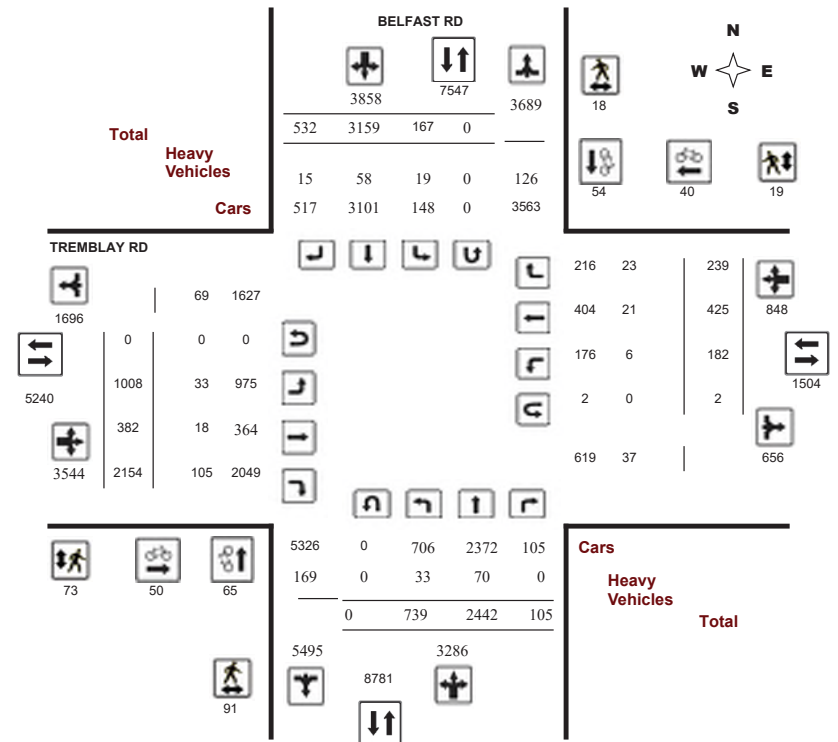 BELFAST RD
N
W E
S
3858 7547 3689
18
532 3159 167 0
Total
Heavy
Vehicles
15 58 19 0 126
Cars 517 3101 148 0 3563
54 40 19
TREMBLAY RD
216 23 239
69 1627
848
1696
404 21 425
0 0 0
176 6 182
1504
5240
1008 33 975
2 0 2
382 18 364
619 37 656
3544 2154 105 2049
5326 0 706 2372 105 Cars
169 0 33 70 0 Heavy
Vehicles
73 50 65
0 739 2442 105 Total
5495 3286
8781
91